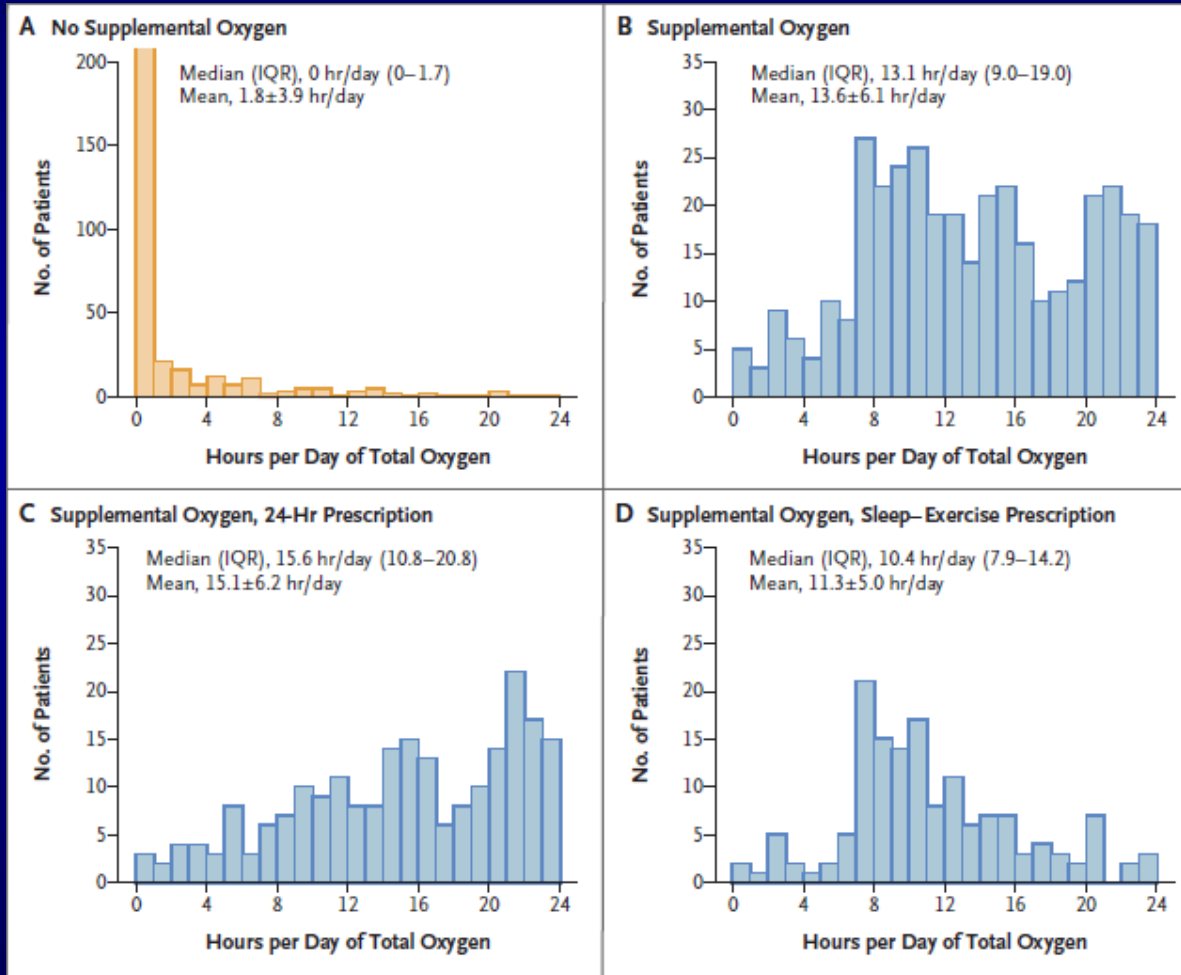 A No Supplemental Oxygen
Median (IQR), 0 hr/day (0–1.7)
Mean, 1.8±3.9 hr/day
No. of Patients
200
150
100
50
0
0 4 8 12 16 20 24
Hours per Day of Total Oxygen
B Supplemental Oxygen
Median (IQR), 13.1 hr/day (9.0–19.0)
Mean, 13.6±6.1 hr/day
No. of Patients
35
30
25
20
15
10
5
0
0 4 8 12 16 20 24
Hours per Day of Total Oxygen
C Supplemental Oxygen, 24-Hr Prescription
Median (IQR), 15.6 hr/day (10.8–20.8)
Mean, 15.1±6.2 hr/day
No. of Patients
35
30
25
20
15
10
5
0
0 4 8 12 16 20 24
Hours per Day of Total Oxygen
D Supplemental Oxygen, Sleep–Exercise Prescription
Median (IQR), 10.4 hr/day (7.9–14.2)
Mean, 11.3±5.0 hr/day
No. of Patients
35
30
25
20
15
10
5
0
0 4 8 12 16 20 24
Hours per Day of Total Oxygen